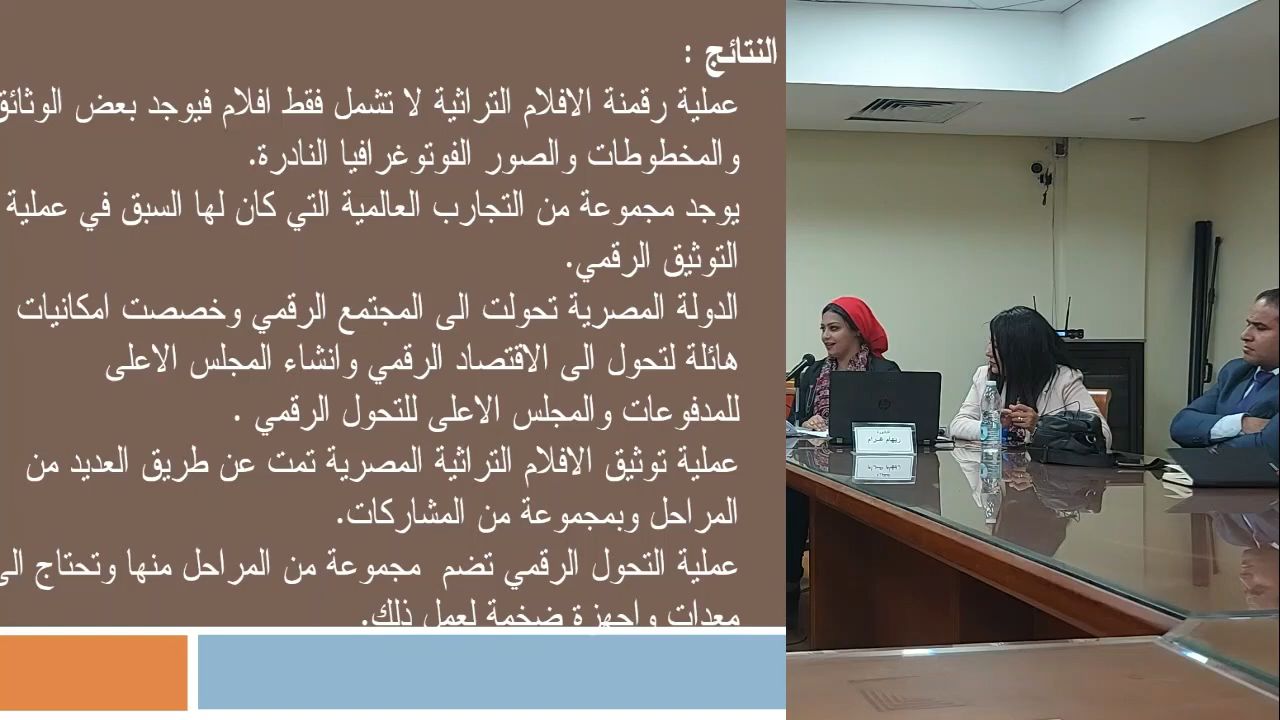 النتائج :
عملية رقمنة الافلام التراثية لا تشمل فقط افلام فيوجد بعض الوثائق
والمخطوطات والصور الفوتوغرافيا النادرة.
يوجد مجموعة من التجارب العالمية التي كان لها السبق في عملية
التوثيق الرقمي.
الدولة المصرية تحولت الى المجتمع الرقمي وخصصت امكانيات
هائلة لتحول الى الاقتصاد الرقمي وانشاء المجلس الاعلى
للمدفوعات والمجلس الاعلى للتحول الرقمي .
عملية توثيق الافلام التراثية المصرية تمت عن طريق العديد من
المراحل وبمجموعة من المشاركات.
عملية التحول الرقمي تضم مجموعة من المراحل منها وتحتاج الى
معدات واجهزة ضخمة لعمل ذلك.
ريهام